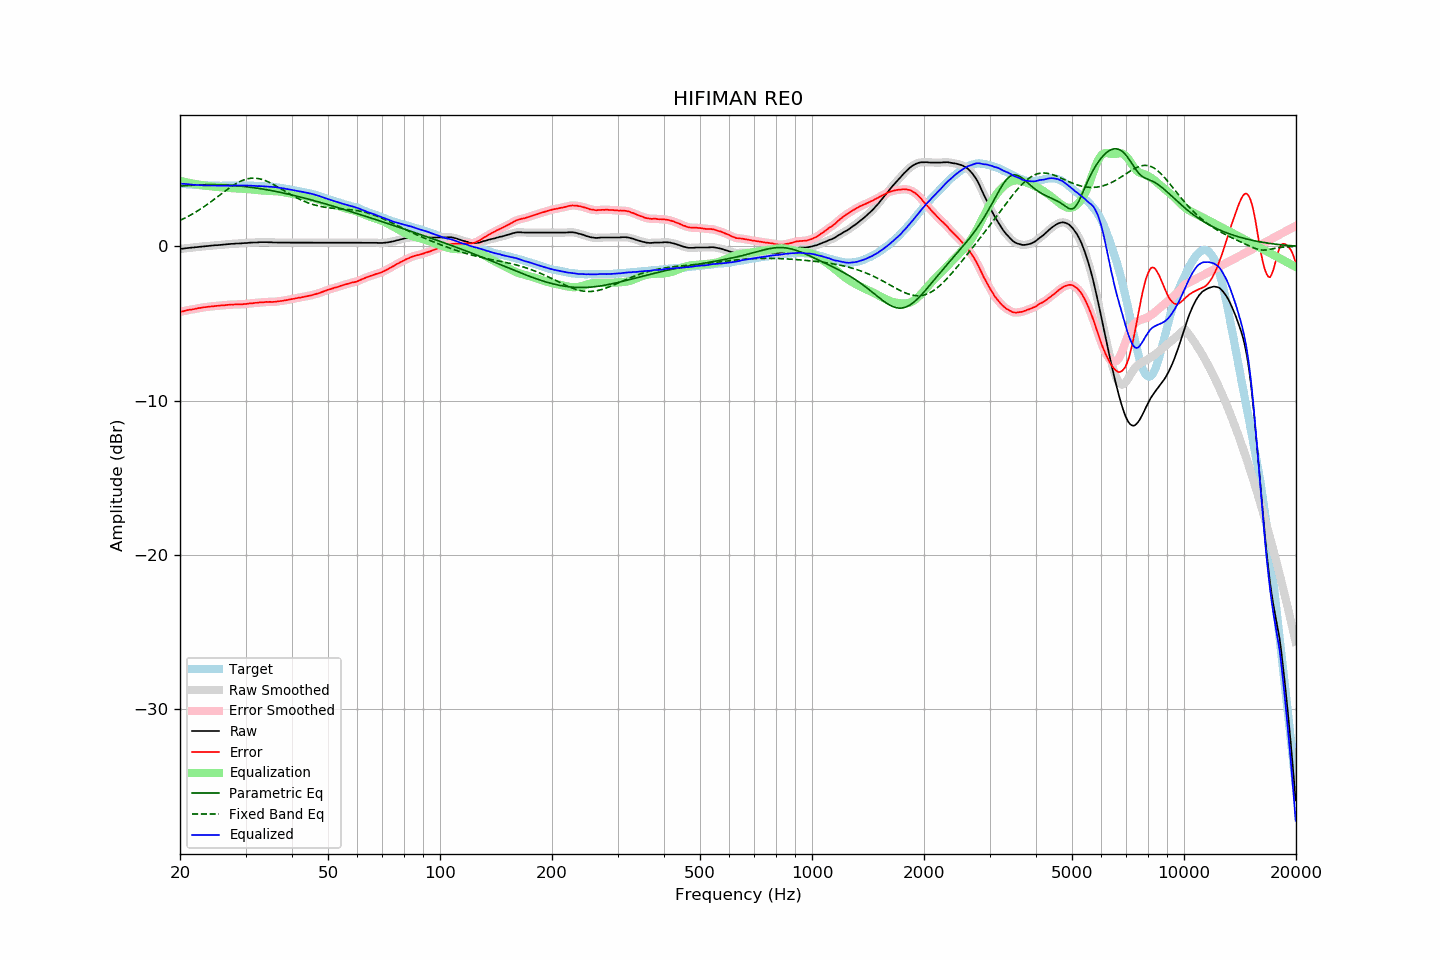 HIFIMAN RE0
Amplitude (dBr)
0
−10
−20
−30
Target
Raw Smoothed
Error Smoothed
Raw
Error
Equalization
Parametric Eq
Fixed Band Eq
Equalized
20 50 100 200 500 1000 2000 5000 10000 20000
Frequency (Hz)